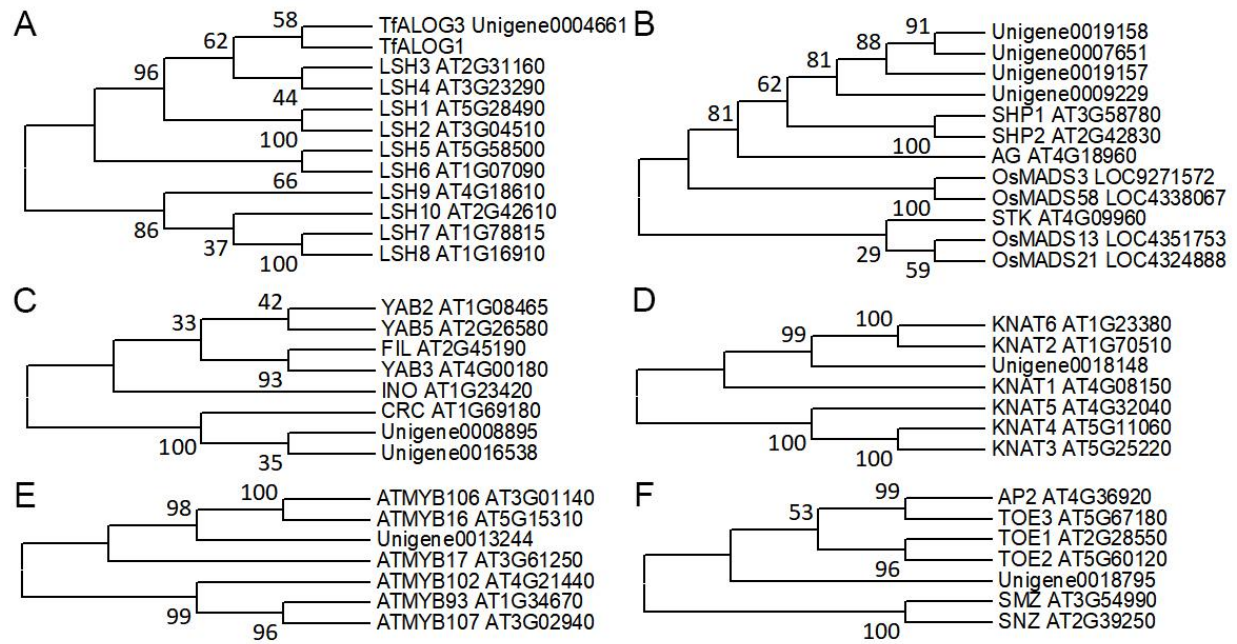 A
58
TfALOG3 Unigene0004661
TfALOG1
62
LSH3 AT2G31160
LSH4 AT3G23290
96
44
LSH1 AT5G28490
LSH2 AT3G04510
100
LSH5 AT5G58500
LSH6 AT1G07090
66
LSH9 AT4G18610
LSH10 AT2G42610
86
37
LSH7 AT1G78815
LSH8 AT1G16910
100
B
91
Unigene0019158
Unigene0007651
88
Unigene0019157
81
Unigene0009229
62
SHP1 AT3G58780
SHP2 AT2G42830
81
100
AG AT4G18960
OsMADS3 LOC9271572
OsMADS58 LOC4338067
100
STK AT4G09960
OsMADS13 LOC4351753
OsMADS21 LOC4324888
29
59
C
42
YAB2 AT1G08465
YAB5 AT2G26580
33
FIL AT2G45190
YAB3 AT4G00180
93
INO AT1G23420
CRC AT1G69180
Unigene0008895
100
35
Unigene0016538
D
100
KNAT6 AT1G23380
KNAT2 AT1G70510
99
Unigene0018148
KNAT1 AT4G08150
KNAT5 AT4G32040
KNAT4 AT5G11060
100
KNAT3 AT5G25220
100
E
100
ATMYB106 AT3G01140
ATMYB16 AT5G15310
98
Unigene0013244
ATMYB17 AT3G61250
ATMYB102 AT4G21440
ATMYB93 AT1G34670
99
ATMYB107 AT3G02940
96
F
99
AP2 AT4G36920
TOE3 AT5G67180
53
TOE1 AT2G28550
TOE2 AT5G60120
96
Unigene0018795
SMZ AT3G54990
SNZ AT2G39250
100